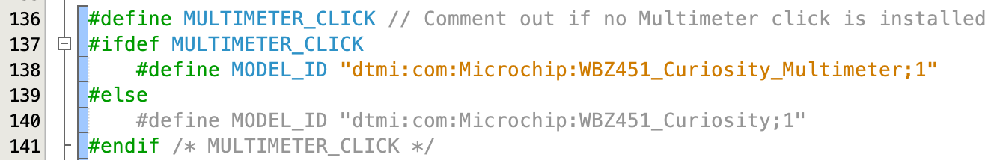 136 #define MULTIMETER_CLICK // Comment out if no Multimeter click is installed
137 #ifdef MULTIMETER_CLICK
138 #define MODEL_ID "dtmi:com:Microchip:WBZ451_Curiosity_Multimeter;1"
139 #else
140 #define MODEL_ID "dtmi:com:Microchip:WBZ451_Curiosity;1"
141 #endif /* MULTIMETER_CLICK */